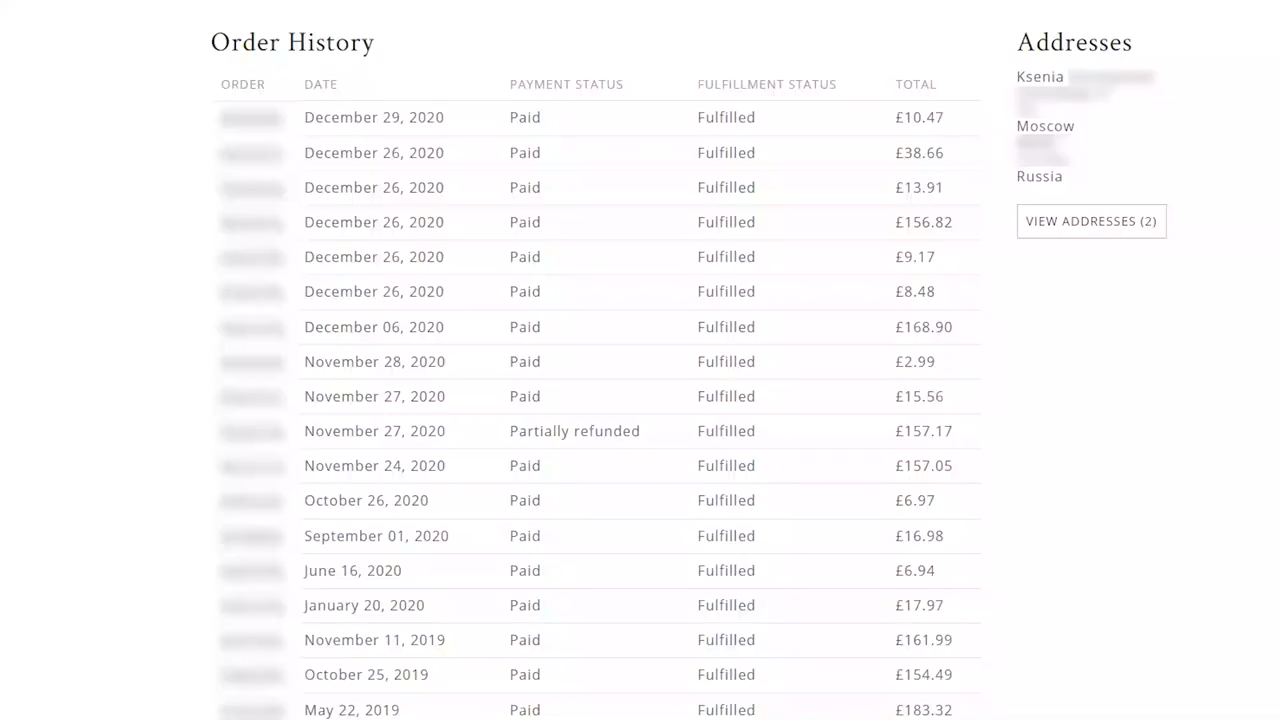 Order History
ORDER DATE PAYMENT STATUS FULFILLMENT STATUS TOTAL
December 29, 2020 Paid Fulfilled £10.47
December 26, 2020 Paid Fulfilled £38.66
December 26, 2020 Paid Fulfilled £13.91
December 26, 2020 Paid Fulfilled £156.82
December 26, 2020 Paid Fulfilled £9.17
December 26, 2020 Paid Fulfilled £8.48
December 06, 2020 Paid Fulfilled £168.90
November 28, 2020 Paid Fulfilled £2.99
November 27, 2020 Paid Fulfilled £15.56
November 27, 2020 Partially refunded Fulfilled £157.17
November 24, 2020 Paid Fulfilled £157.05
October 26, 2020 Paid Fulfilled £6.97
September 01, 2020 Paid Fulfilled £16.98
June 16, 2020 Paid Fulfilled £6.94
January 20, 2020 Paid Fulfilled £17.97
November 11, 2019 Paid Fulfilled £161.99
October 25, 2019 Paid Fulfilled £154.49
May 22, 2019 Paid Fulfilled £183.32
Addresses
Ksenia
Moscow
Russia
VIEW ADDRESSES (2)